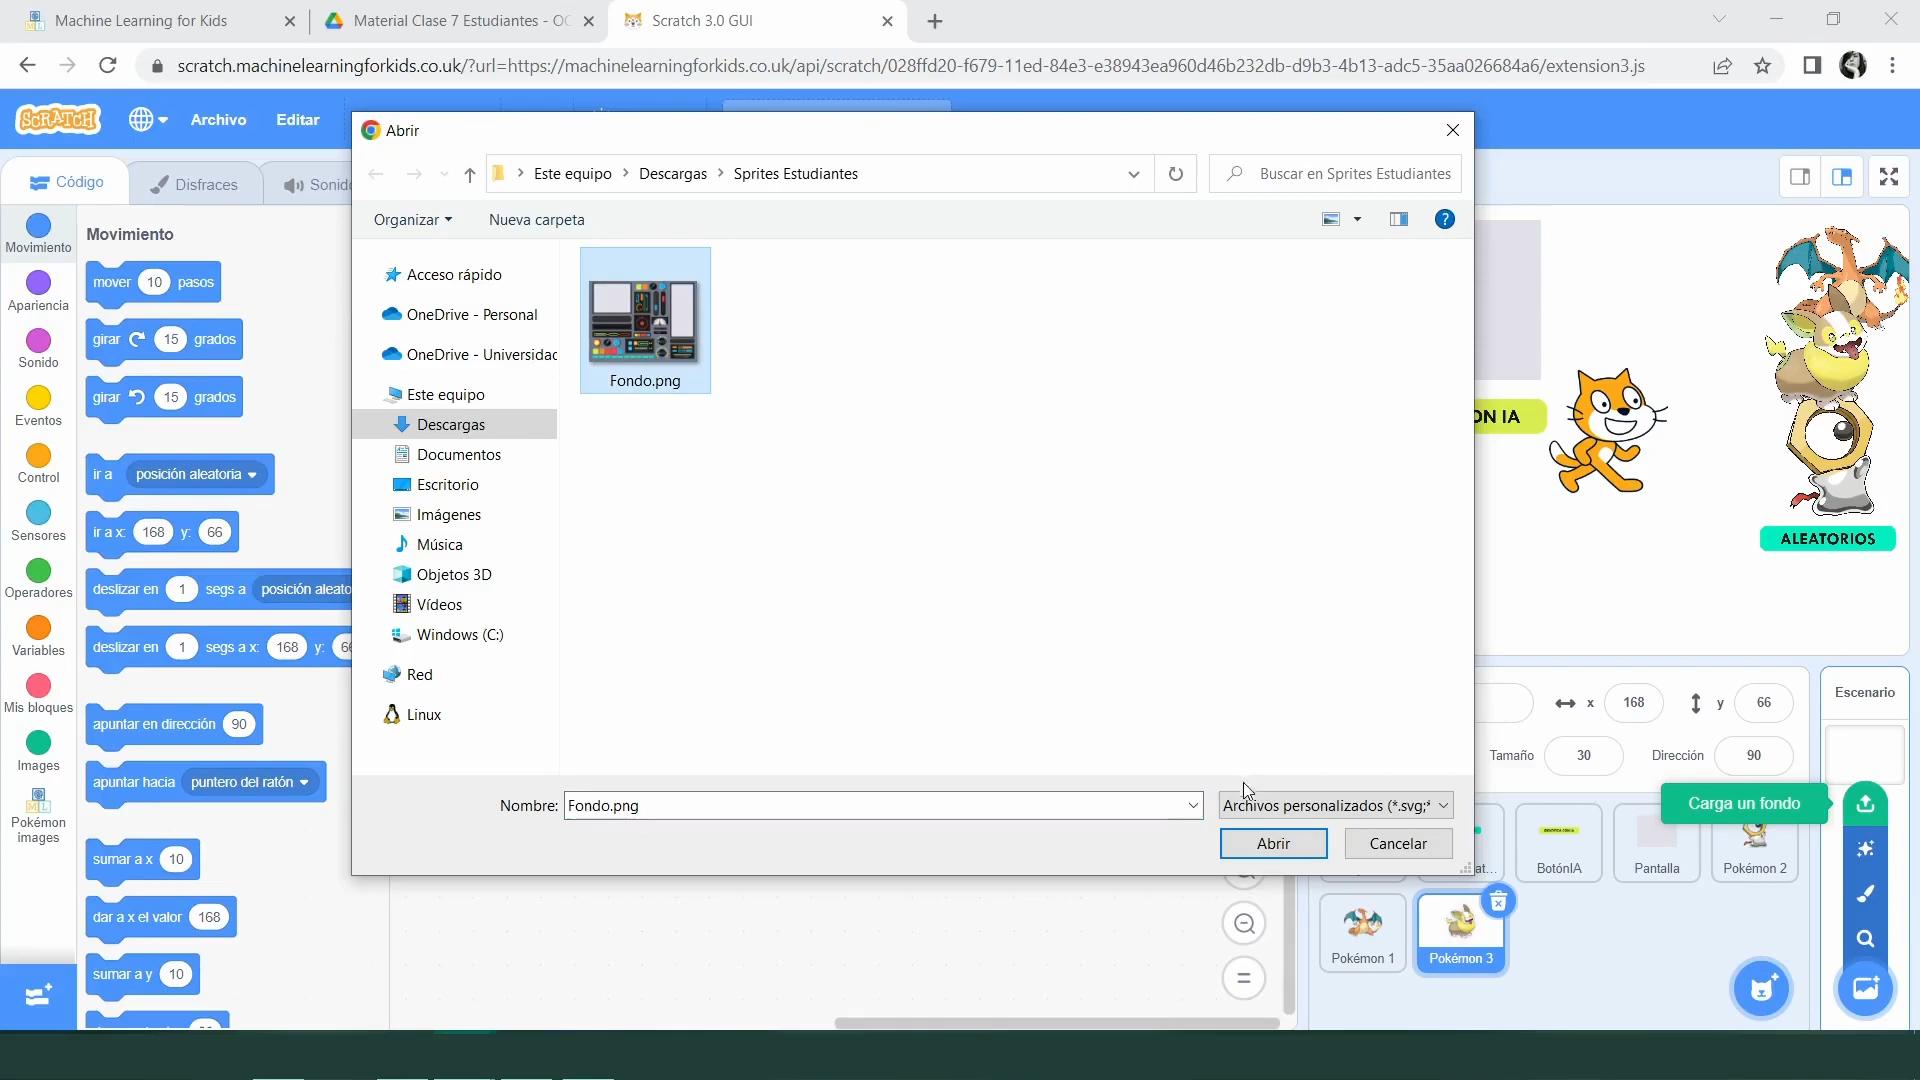 Machine Learning for Kids
Material Clase 7 Estudiantes - OC
Scratch 3.0 GUI
scratch.machinelearningforkids.co.uk/?url=https://machinelearningforkids.co.uk/api/scratch/028ffd20-f679-11ed-84e3-e38943ea960d46b232db-d9b3-4b13-adc5-35aa026684a6/extension3.js
SCRATCH
Archivo
Editar
Abrir
Este equipo
Descargas
Sprites Estudiantes
Buscar en Sprites Estudiantes
Código
Disfraces
Sonid
Organizar
Nueva carpeta
Movimiento
Apariencia
Sonido
Eventos
Control
Sensores
Operadores
Variables
Mis bloques
Images
Pokémon
images
Movimiento
mover 10 pasos
girar 15 grados
girar 15 grados
ir a posición aleatoria
ir a x: 168 y: 66
deslizar en 1 segs a posición aleato
deslizar en 1 segs a x: 168 y: 66
apuntar en dirección 90
apuntar hacia puntero del ratón
sumar a x 10
dar a x el valor 168
sumar a y 10
Acceso rápido
OneDrive - Personal
OneDrive - Universidad
Este equipo
Descargas
Documentos
Escritorio
Imágenes
Música
Objetos 3D
Vídeos
Windows (C:)
Red
Linux
Fondo.png
Nombre: Fondo.png
Archivos personalizados (*.svg;*
Abrir
Cancelar
ON IA
ALEATORIOS
x 168 y 66
Tamaño 30 Dirección 90
Escenario
Carga un fondo
at...
BotónIA
Pantalla
Pokémon 2
Pokémon 1
Pokémon 3